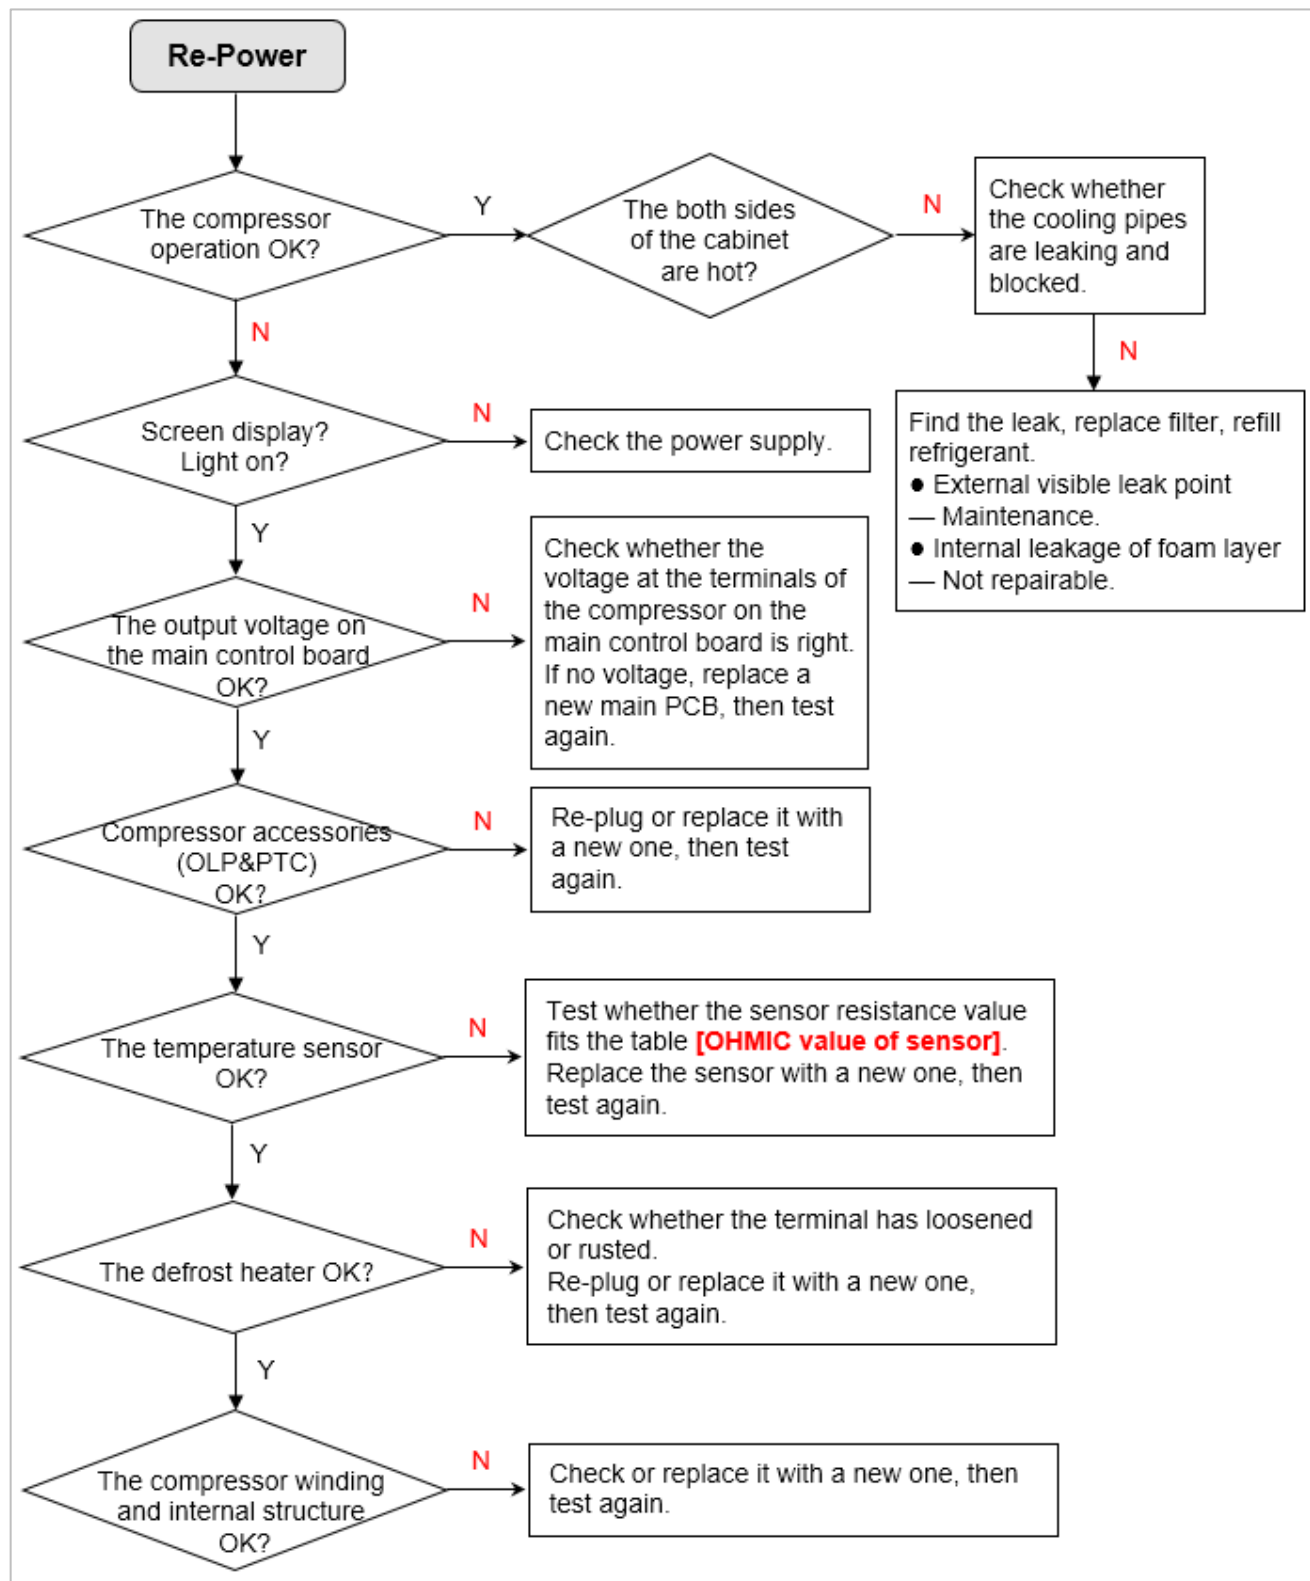 Re-Power
The compressor
operation OK?
Y
The both sides
of the cabinet
are hot?
N
Check whether
the cooling pipes
are leaking and
blocked.
N
Find the leak, replace filter, refill
refrigerant.
● External visible leak point
— Maintenance.
● Internal leakage of foam layer
— Not repairable.
N
Screen display?
Light on?
N
Check the power supply.
Y
The output voltage on
the main control board
OK?
N
Check whether the
voltage at the terminals of
the compressor on the
main control board is right.
If no voltage, replace a
new main PCB, then test
again.
Y
Compressor accessories
(OLP&PTC)
OK?
N
Re-plug or replace it with
a new one, then test
again.
Y
The temperature sensor
OK?
N
Test whether the sensor resistance value
fits the table [OHMIC value of sensor].
Replace the sensor with a new one, then
test again.
Y
The defrost heater OK?
N
Check whether the terminal has loosened
or rusted.
Re-plug or replace it with a new one,
then test again.
Y
The compressor winding
and internal structure
OK?
N
Check or replace it with a new one, then
test again.